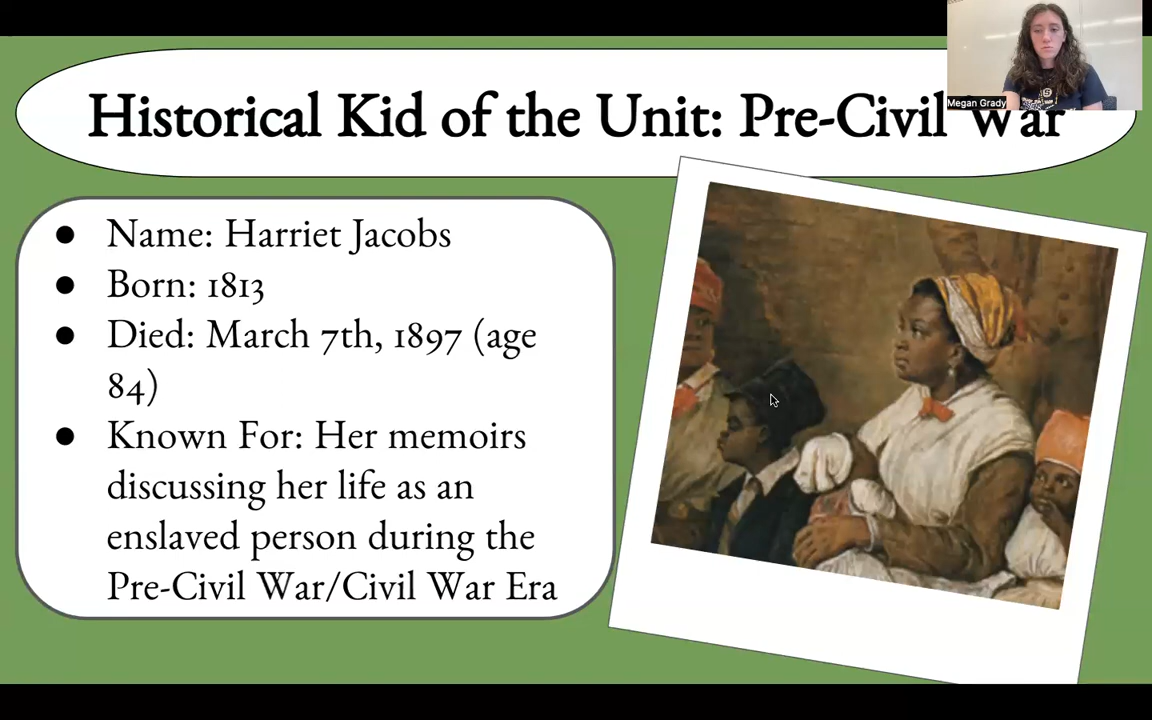 Historical Kid of the Unit: Pre-Civil War
Megan Grady
● Name: Harriet Jacobs
● Born: 1813
● Died: March 7th, 1897 (age
84)
● Known For: Her memoirs
discussing her life as an
enslaved person during the
Pre-Civil War/Civil War Era